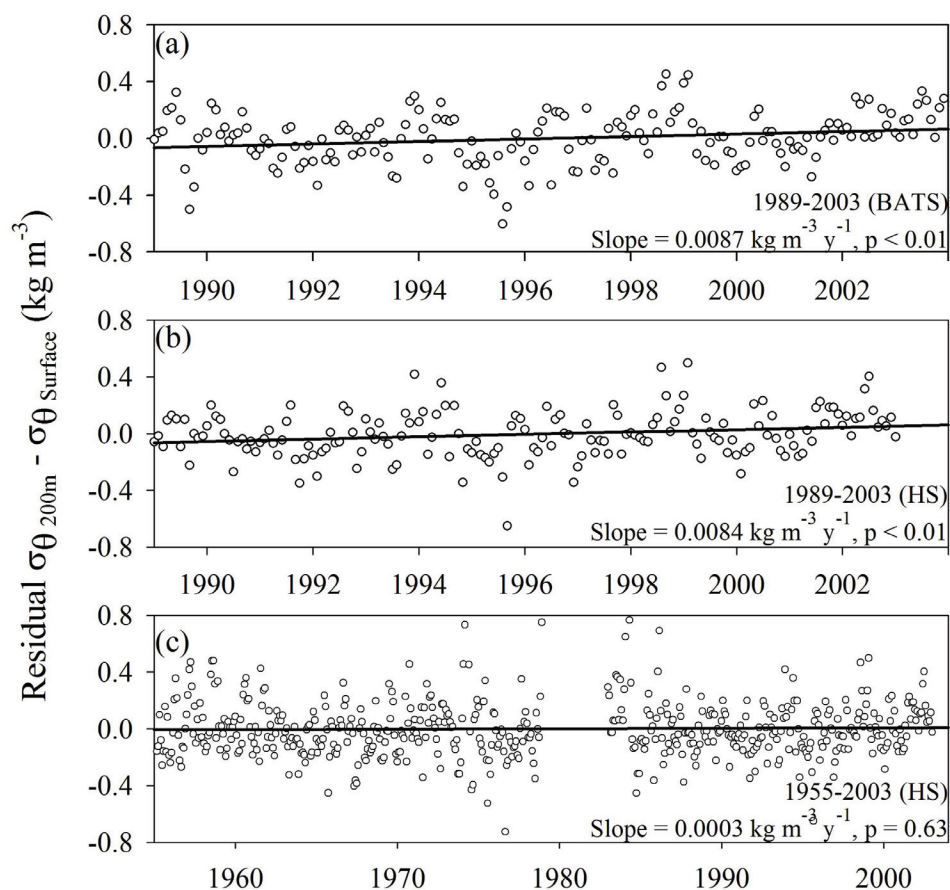 Residual σθ 200m - σθ Surface (kg m⁻³)
0.8
(a)
0.4
0.0
-0.4
1989-2003 (BATS)
Slope = 0.0087 kg m⁻³ y⁻¹, p < 0.01
-0.8
1990 1992 1994 1996 1998 2000 2002
0.8
(b)
0.4
0.0
-0.4
1989-2003 (HS)
Slope = 0.0084 kg m⁻³ y⁻¹, p < 0.01
-0.8
1990 1992 1994 1996 1998 2000 2002
0.8
(c)
0.4
0.0
-0.4
1955-2003 (HS)
Slope = 0.0003 kg m⁻³ y⁻¹, p = 0.63
-0.8
1960 1970 1980 1990 2000